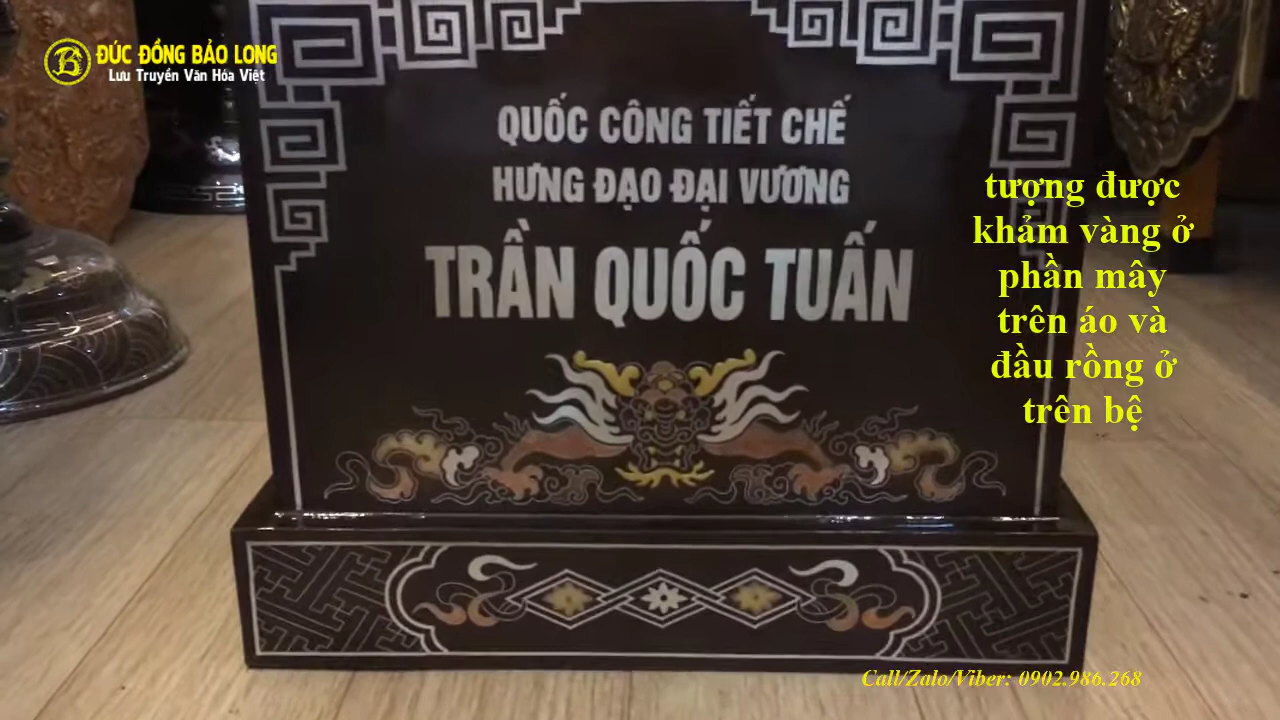 ĐÚC ĐỒNG BẢO LONG
Lưu Truyền Văn Hóa Việt
QUỐC CÔNG TIẾT CHẾ
HƯNG ĐẠO ĐẠI VƯƠNG
TRẦN QUỐC TUẤN
tượng được
khảm vàng ở
phần mây
trên áo và
đầu rồng ở
trên bệ
Call/Zalo/Viber: 0902.986.268